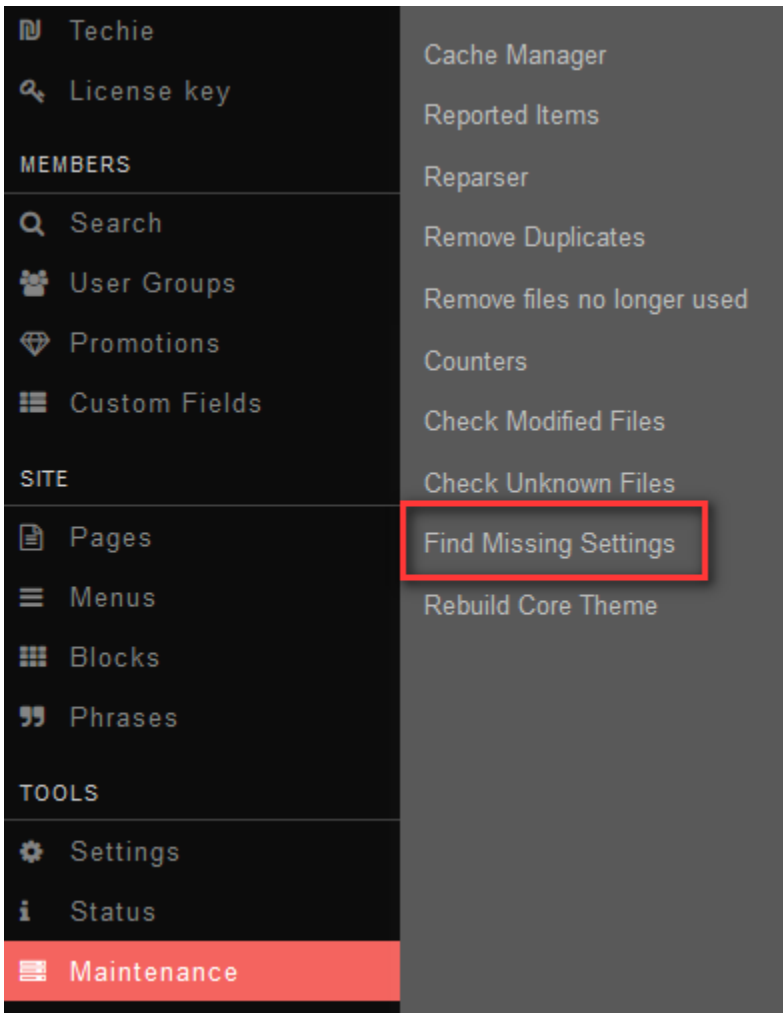 Techie
License key
MEMBERS
Search
User Groups
Promotions
Custom Fields
SITE
Pages
Menus
Blocks
Phrases
TOOLS
Settings
Status
Maintenance
Cache Manager
Reported Items
Reparser
Remove Duplicates
Remove files no longer used
Counters
Check Modified Files
Check Unknown Files
Find Missing Settings
Rebuild Core Theme